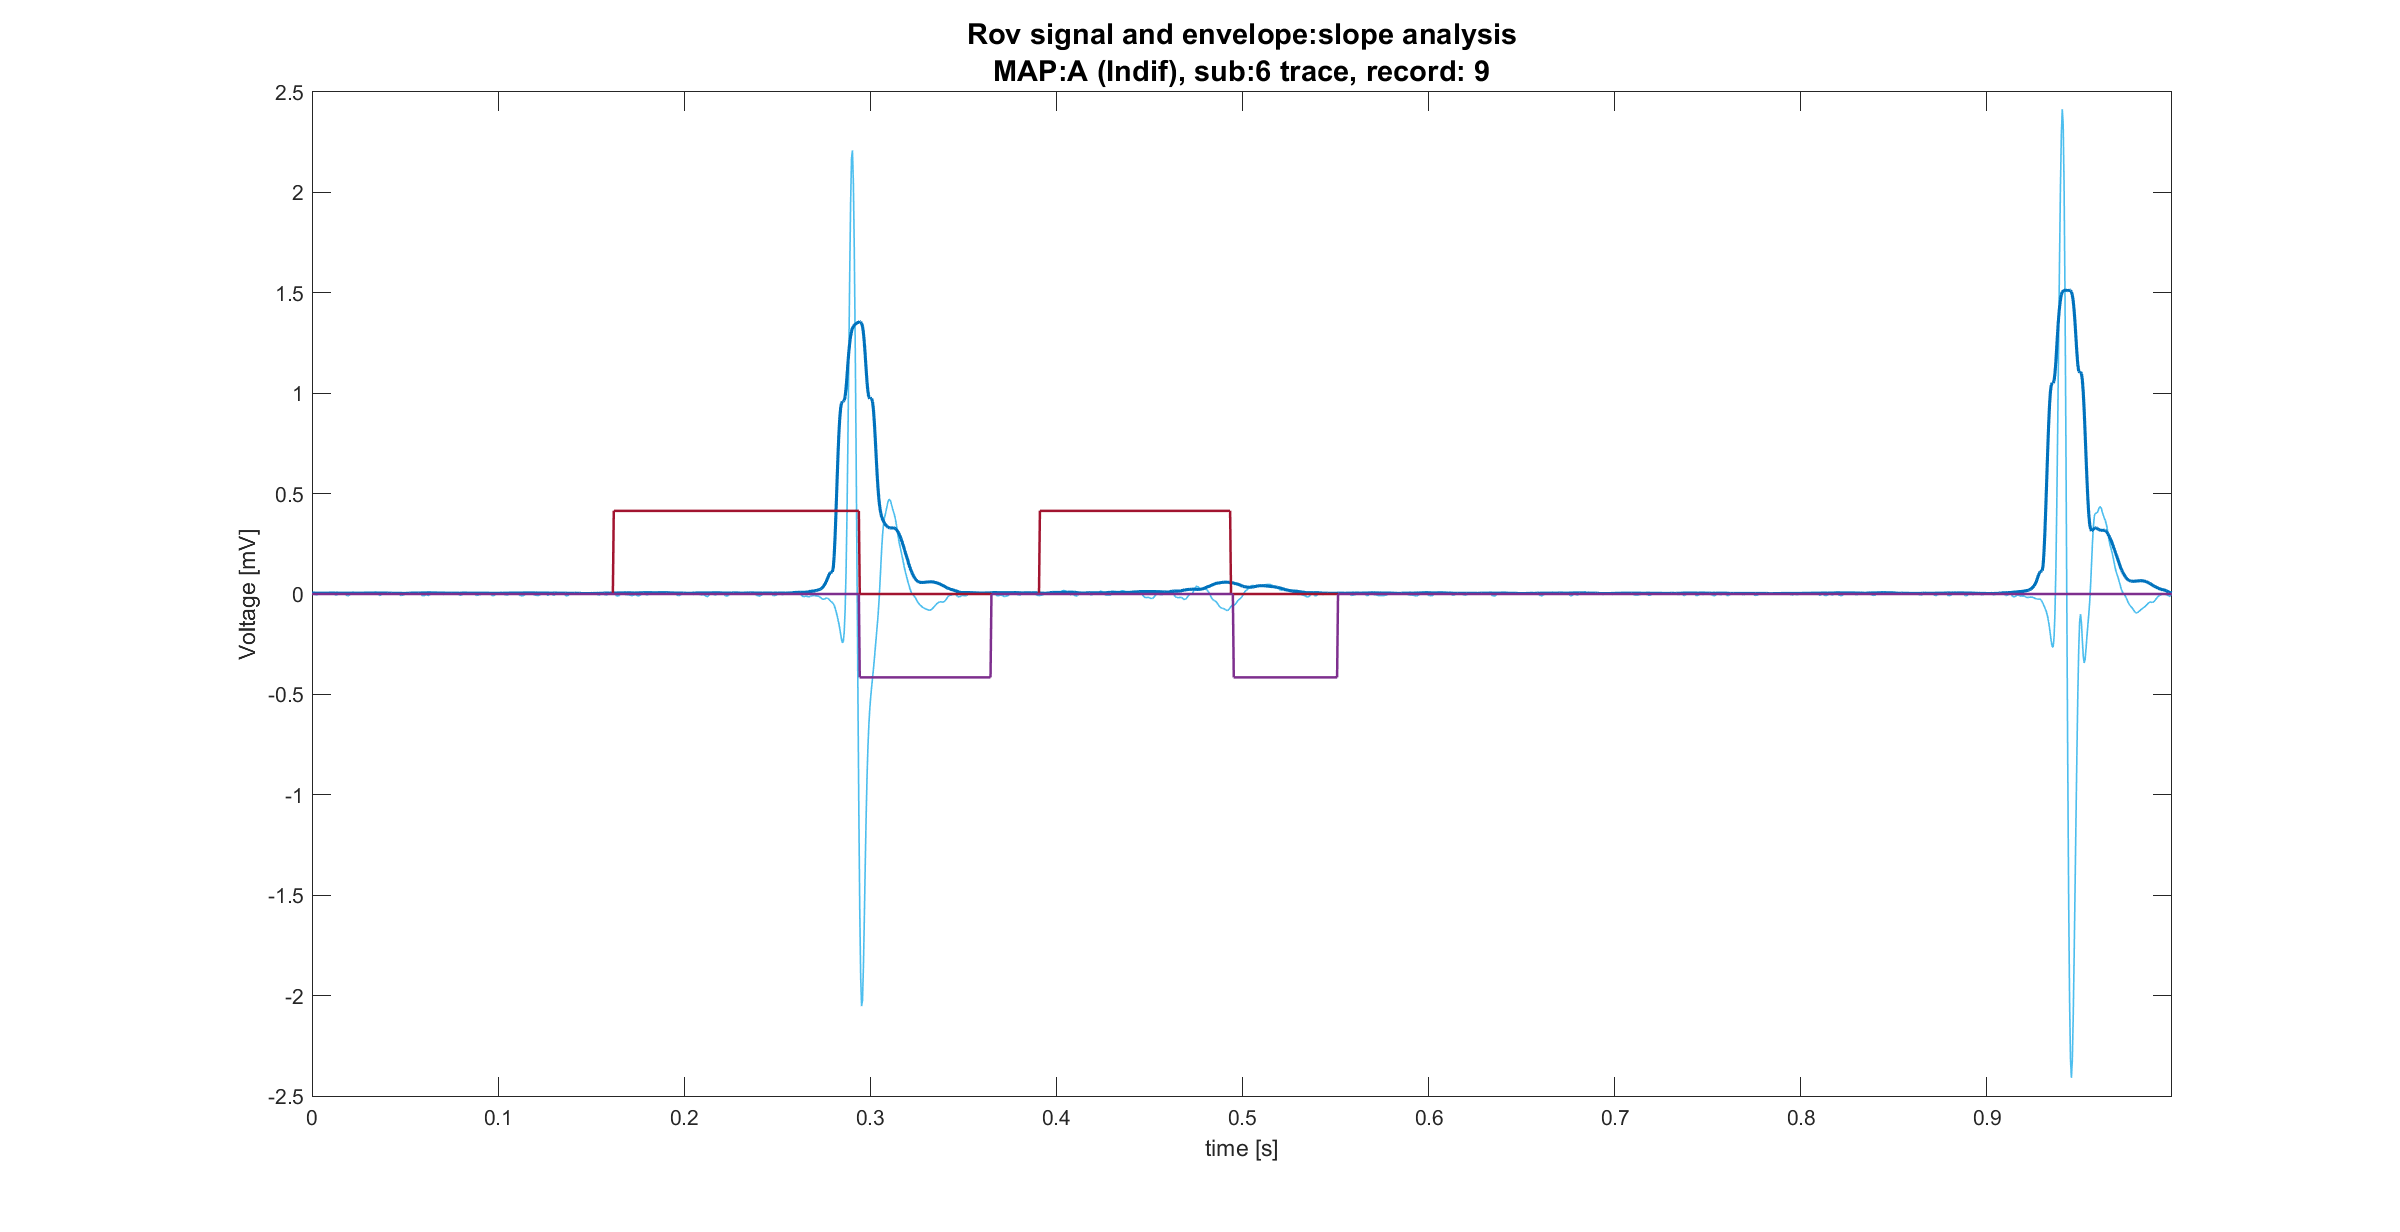 Rov signal and envelope:slope analysis
MAP:A (Indif), sub:6 trace, record: 9
2.5
2
1.5
1
0.5
0
-0.5
-1
-1.5
-2
-2.5
Voltage [mV]
0 0.1 0.2 0.3 0.4 0.5 0.6 0.7 0.8 0.9
time [s]